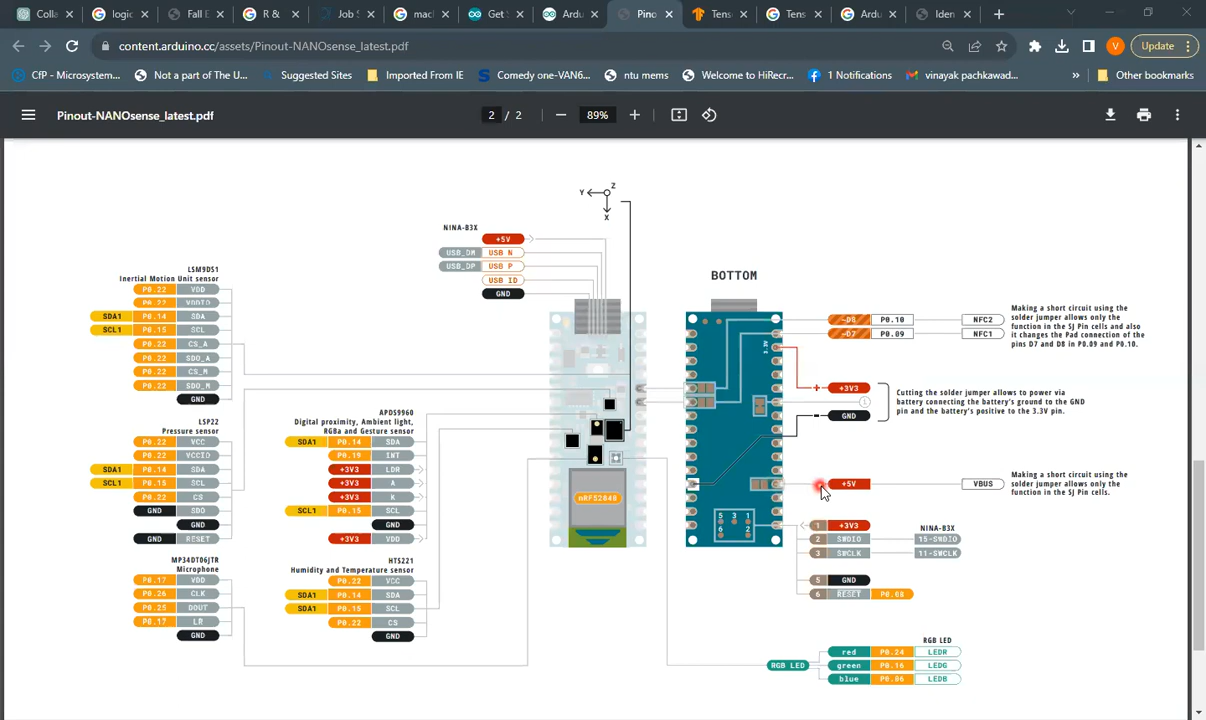 Colla
logic
Fall E
R &
Job S
macl
Get S
Ardu
Pino
Tenso
Tens
Ardu
Iden
content.arduino.cc/assets/Pinout-NANOsense_latest.pdf
V
Update
CfP - Microsystem...
Not a part of The U...
Suggested Sites
Imported From IE
Comedy one-VAN6...
ntu mems
Welcome to HiRecr...
1 Notifications
vinayak pachkawad...
»
Other bookmarks
Pinout-NANOsense_latest.pdf
2 / 2
89%
Z
Y
X
NINA-B3X
+5V
USB_DM USB N
USB_DP USB P
USB ID
GND
LSM9DS1
Inertial Motion Unit sensor
P0.22 VDD
P0.22 VDDIO
SDA1 P0.14 SDA
SCL1 P0.15 SCL
P0.22 CS_A
P0.22 SDO_A
P0.22 CS_M
P0.22 SDO_M
GND
LSP22
Pressure sensor
P0.22 VCC
P0.22 VCCIO
SDA1 P0.14 SDA
SCL1 P0.15 SCL
P0.22 CS
GND SDO
GND RESET
MP34DT06JTR
Microphone
P0.17 VDD
P0.26 CLK
P0.25 DOUT
P0.17 LR
GND
APDS9960
Digital proximity, Ambient light,
RGBa and Gesture sensor
SDA1 P0.14 SDA
P0.19 INT
+3V3 LDR
+3V3 A
+3V3 K
SCL1 P0.15 SCL
GND
+3V3 VDD
HTS221
Humidity and Temperature sensor
P0.22 VCC
SDA1 P0.14 SDA
SDA1 P0.15 SCL
P0.22 CS
GND
nRF52840
BOTTOM
3.3V
5 3 1
6 2
~D8 P0.10 NFC2
~D7 P0.09 NFC1
Making a short circuit using the
solder jumper allows only the
function in the SJ Pin cells and also
it changes the Pad connection of the
pins D7 and D8 in P0.09 and P0.10.
+ +3V3
- GND
Cutting the solder jumper allows to power via
battery connecting the battery's ground to the GND
pin and the battery's positive to the 3.3V pin.
+5V VBUS
Making a short circuit using the
solder jumper allows only the
function in the SJ Pin cells.
NINA-B3X
1 +3V3
2 SWDIO 15-SWDIO
3 SWCLK 11-SWCLK
5 GND
6 RESET P0.08
RGB LED
red P0.24 LEDR
RGB LED green P0.16 LEDG
blue P0.06 LEDB